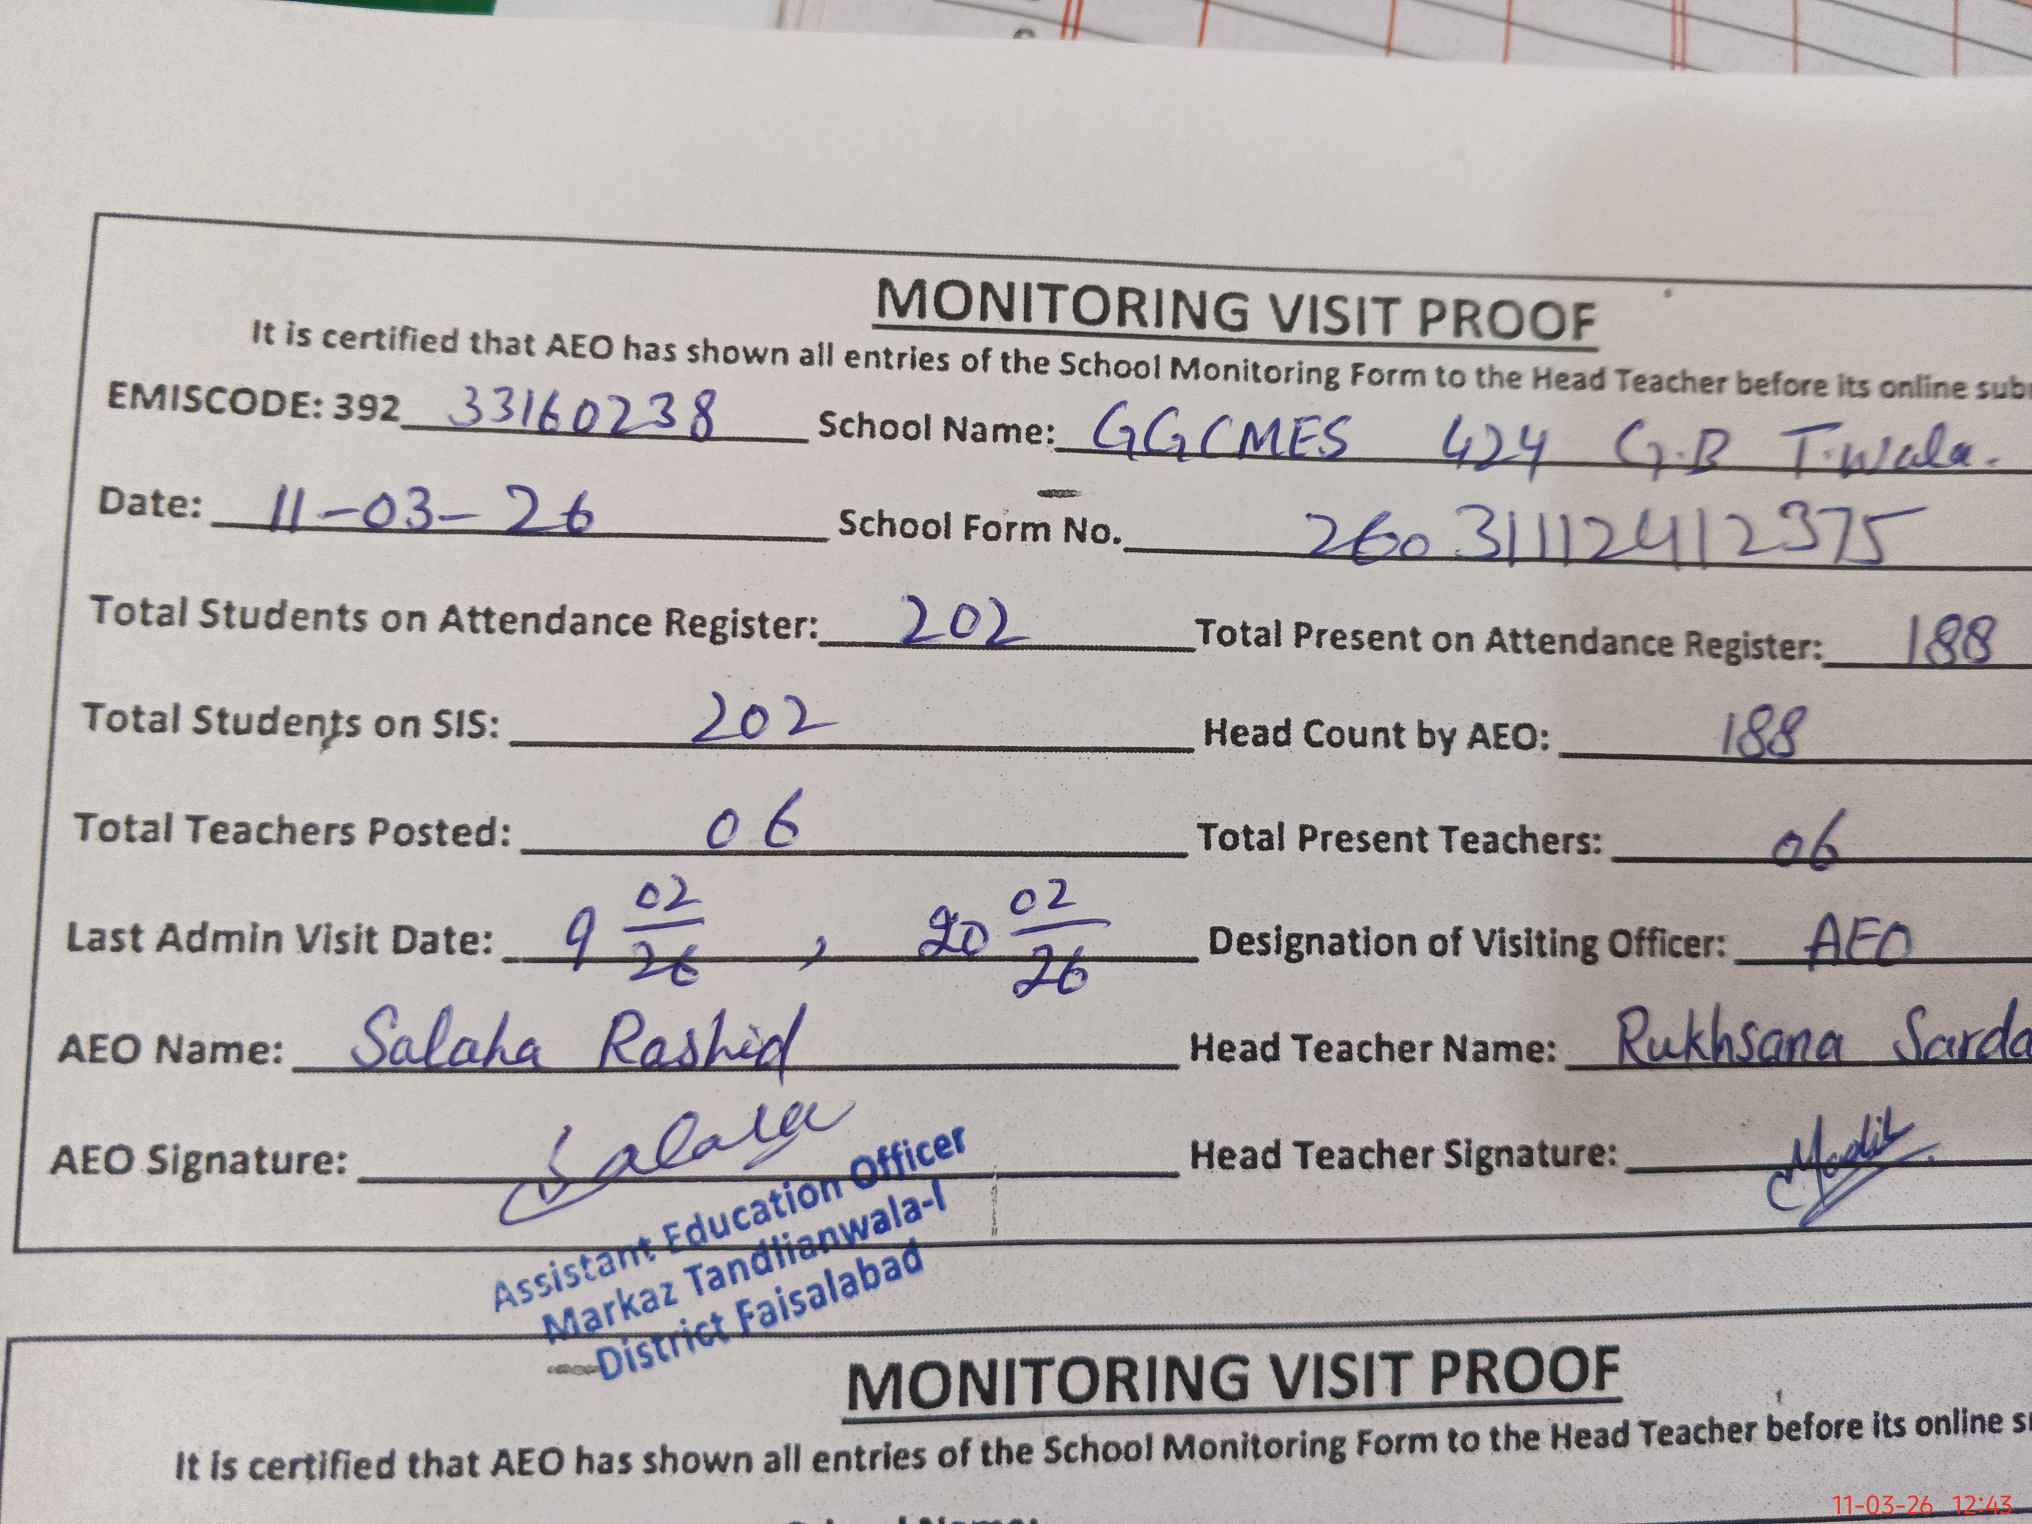 MONITORING VISIT PROOF
It is certified that AEO has shown all entries of the School Monitoring Form to the Head Teacher before its online sub
EMISCODE: 392 33160238 School Name: GGCMES 424 G.B T.Wala.
Date: 11-03-26 School Form No. 260311112412375
Total Students on Attendance Register: 202 Total Present on Attendance Register: 188
Total Students on SIS: 202 Head Count by AEO: 188
Total Teachers Posted: 06 Total Present Teachers: 06
Last Admin Visit Date: 9 02/26 , 20 02/26 Designation of Visiting Officer: AEO
AEO Name: Salaha Rashid Head Teacher Name: Rukhsana Sarda
AEO Signature: Head Teacher Signature:
Assistant Education Officer
Markaz Tandlianwala-I
District Faisalabad
MONITORING VISIT PROOF
It is certified that AEO has shown all entries of the School Monitoring Form to the Head Teacher before its online s
11-03-26 12:43